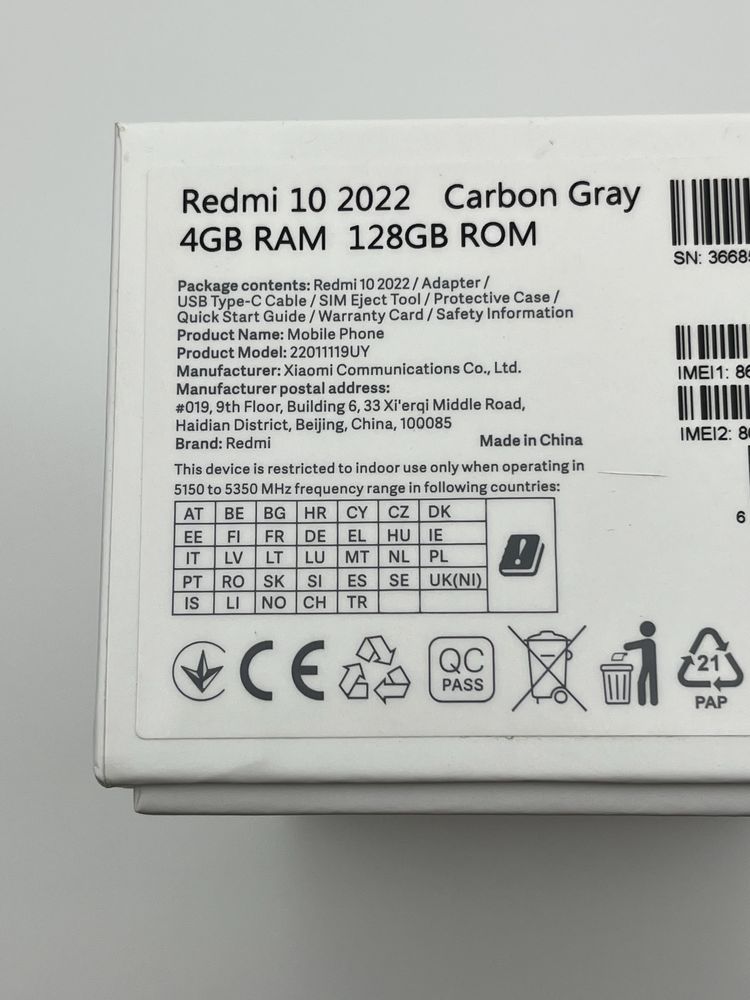 Redmi 10 2022 Carbon Gray
4GB RAM 128GB ROM
Package contents: Redmi 10 2022 / Adapter /
USB Type-C Cable / SIM Eject Tool / Protective Case /
Quick Start Guide / Warranty Card / Safety Information
Product Name: Mobile Phone
Product Model: 22011119UY
Manufacturer: Xiaomi Communications Co., Ltd.
Manufacturer postal address:
#019, 9th Floor, Building 6, 33 Xi'erqi Middle Road,
Haidian District, Beijing, China, 100085
Brand: Redmi Made in China
This device is restricted to indoor use only when operating in
5150 to 5350 MHz frequency range in following countries:
AT BE BG HR CY CZ DK
EE FI FR DE EL HU IE
IT LV LT LU MT NL PL
PT RO SK SI ES SE UK(NI)
IS LI NO CH TR
CE
QC
PASS
21
PAP
SN: 3668
IMEI1: 86
IMEI2: 8
6